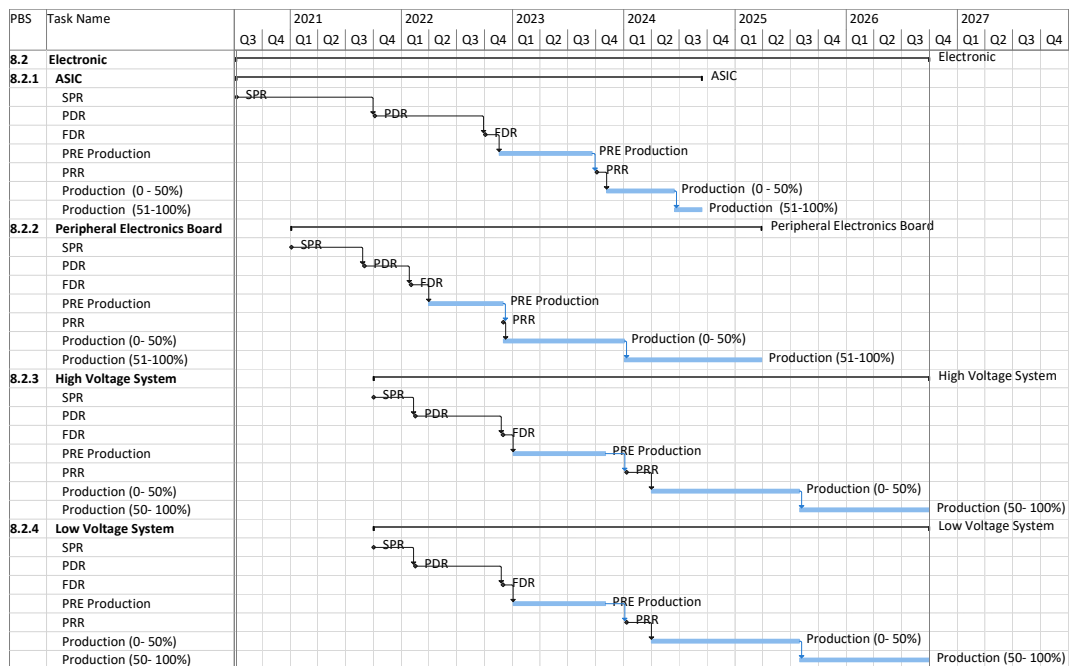 PBS Task Name 2021 2022 2023 2024 2025 2026 2027
Q3 Q4 Q1 Q2 Q3 Q4 Q1 Q2 Q3 Q4 Q1 Q2 Q3 Q4 Q1 Q2 Q3 Q4 Q1 Q2 Q3 Q4 Q1 Q2 Q3 Q4 Q1 Q2 Q3 Q4
8.2 Electronic Electronic
8.2.1 ASIC ASIC
SPR SPR
PDR PDR
FDR FDR
PRE Production PRE Production
PRR PRR
Production (0 - 50%) Production (0 - 50%)
Production (51-100%) Production (51-100%)
8.2.2 Peripheral Electronics Board Peripheral Electronics Board
SPR SPR
PDR PDR
FDR FDR
PRE Production PRE Production
PRR PRR
Production (0- 50%) Production (0- 50%)
Production (51-100%) Production (51-100%)
8.2.3 High Voltage System High Voltage System
SPR SPR
PDR PDR
FDR FDR
PRE Production PRE Production
PRR PRR
Production (0- 50%) Production (0- 50%)
Production (50- 100%) Production (50- 100%)
8.2.4 Low Voltage System Low Voltage System
SPR SPR
PDR PDR
FDR FDR
PRE Production PRE Production
PRR PRR
Production (0- 50%) Production (0- 50%)
Production (50- 100%) Production (50- 100%)